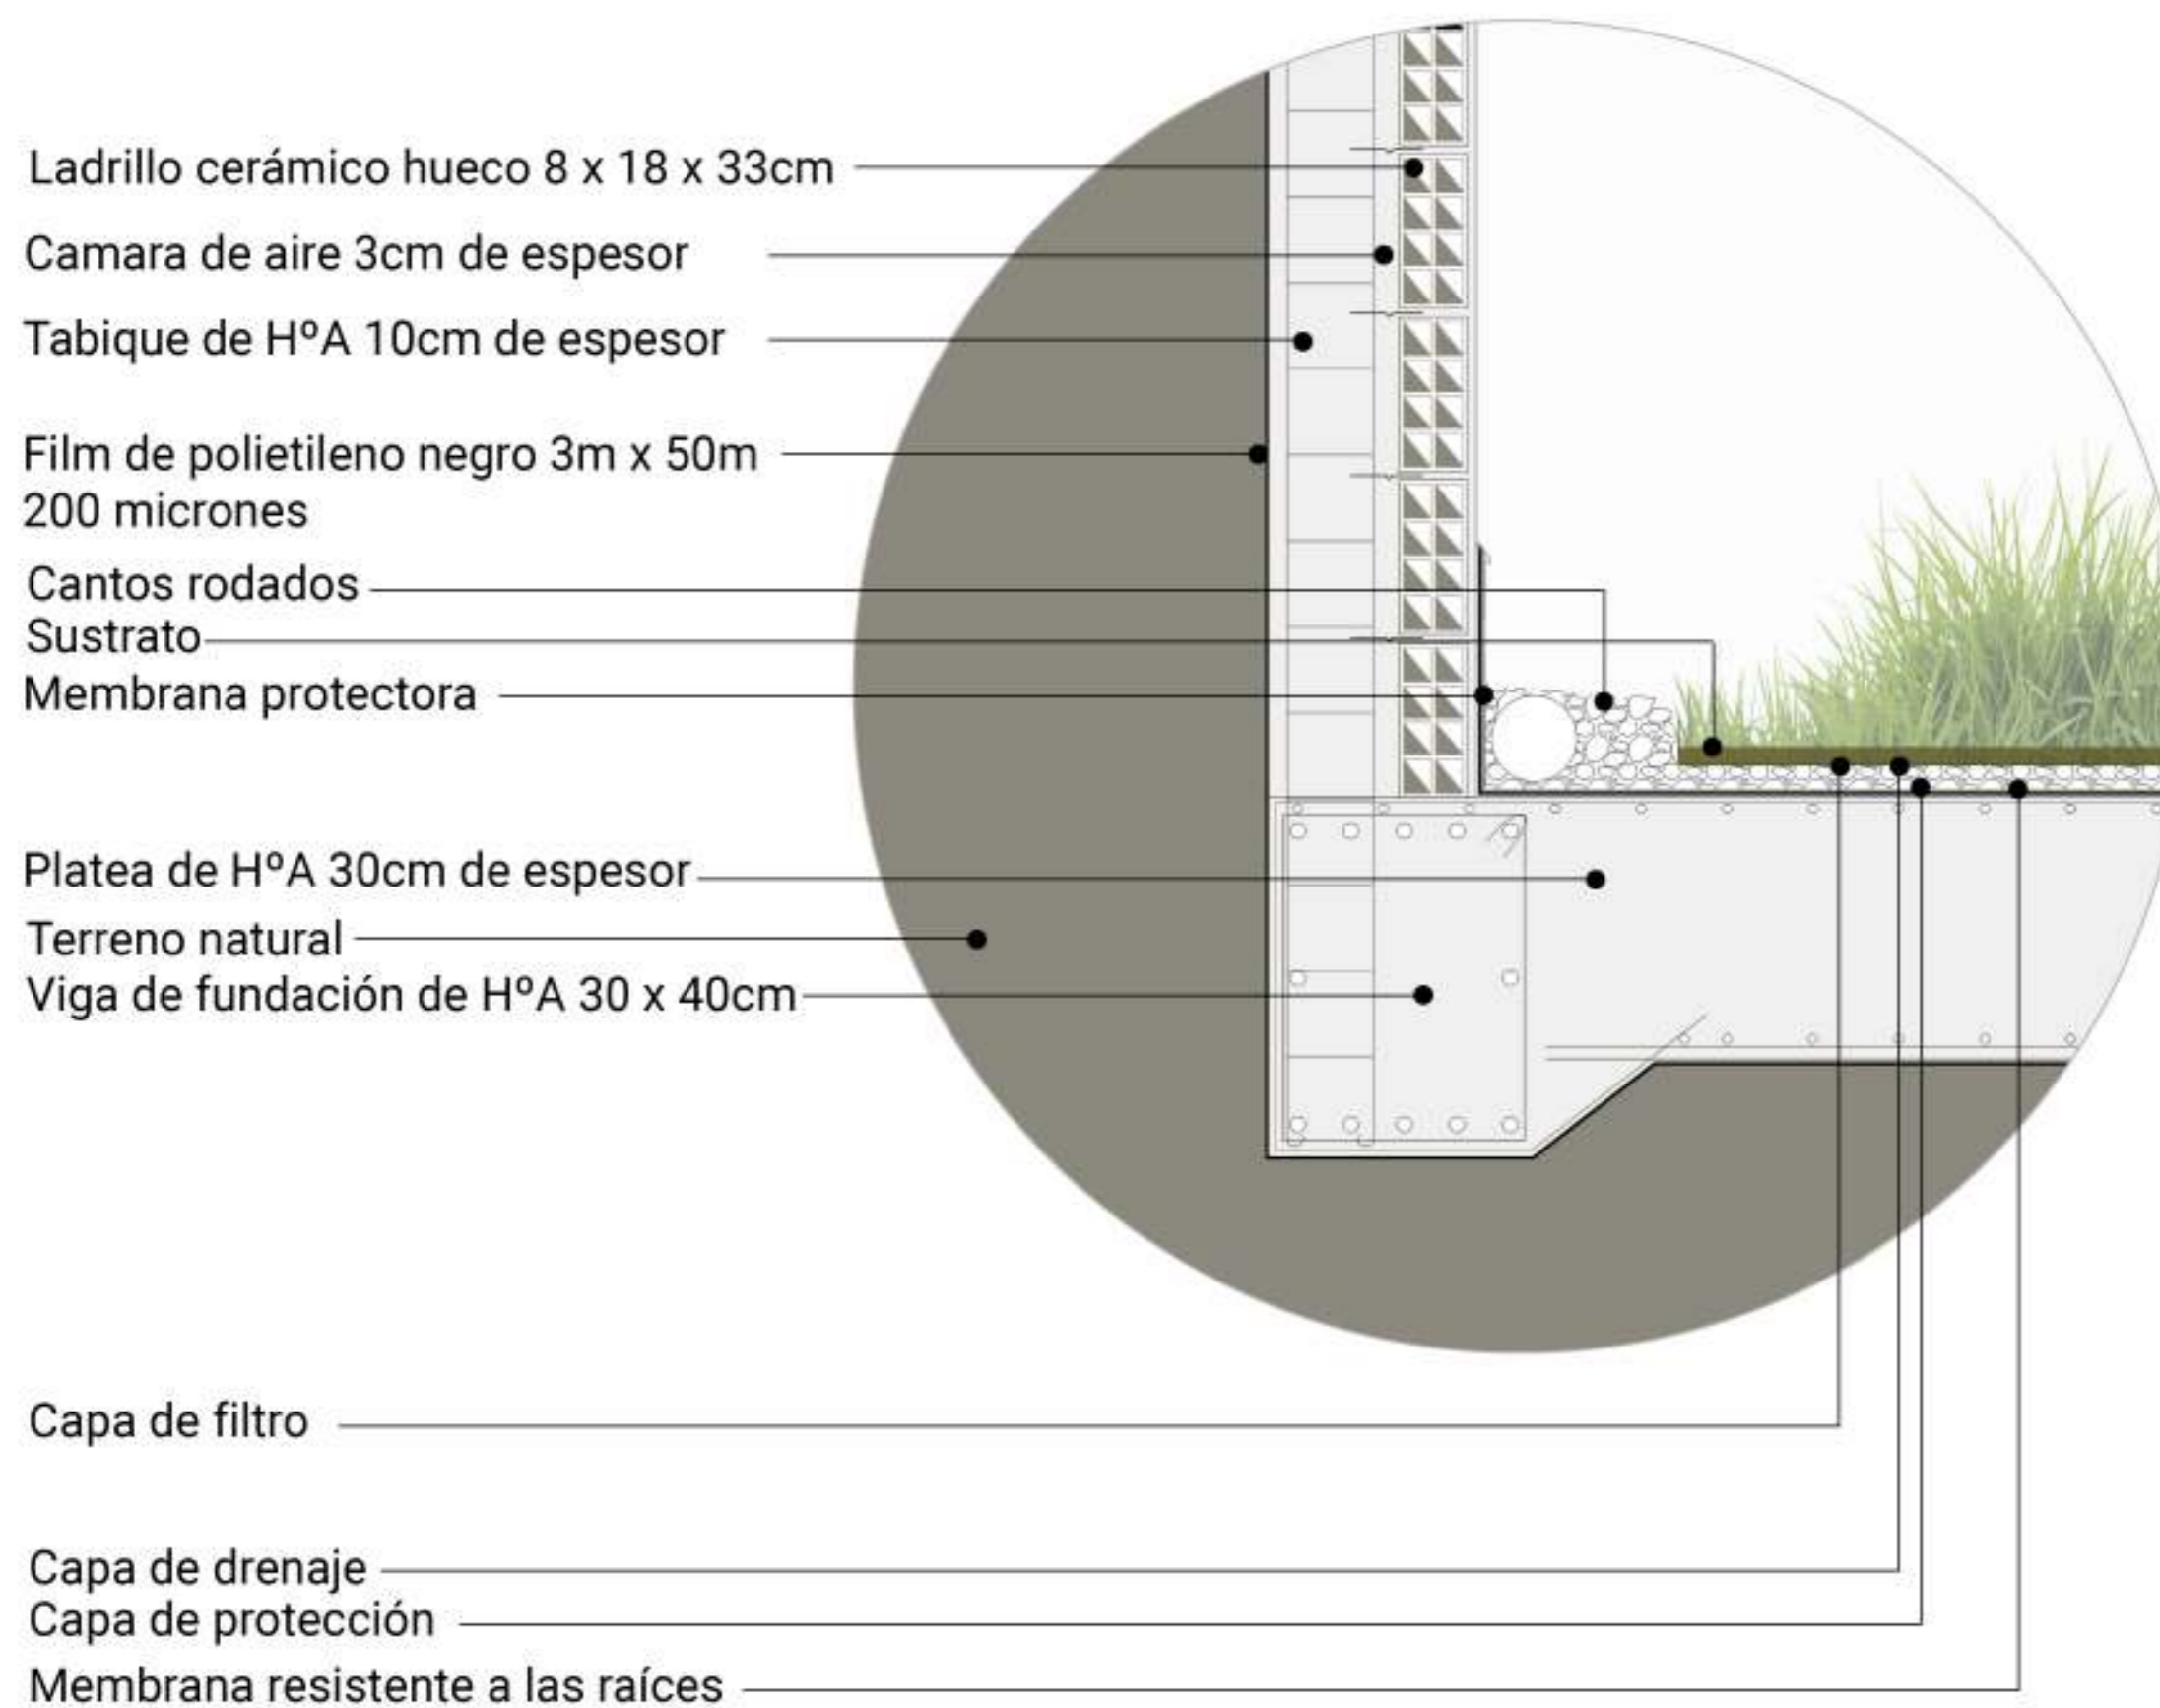 Ladrillo cerámico hueco 8 x 18 x 33cm
Camara de aire 3cm de espesor
Tabique de HºA 10cm de espesor
Film de polietileno negro 3m x 50m
200 micrones
Cantos rodados
Sustrato
Membrana protectora
Platea de HºA 30cm de espesor
Terreno natural
Viga de fundación de HºA 30 x 40cm
Capa de filtro
Capa de drenaje
Capa de protección
Membrana resistente a las raíces